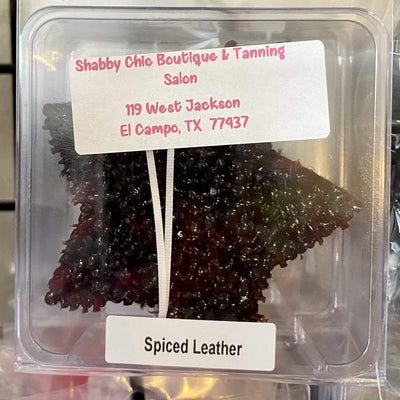 Shabby Chic Boutique & Tanning
Salon
119 West Jackson
El Campo, TX 77437
Spiced Leather